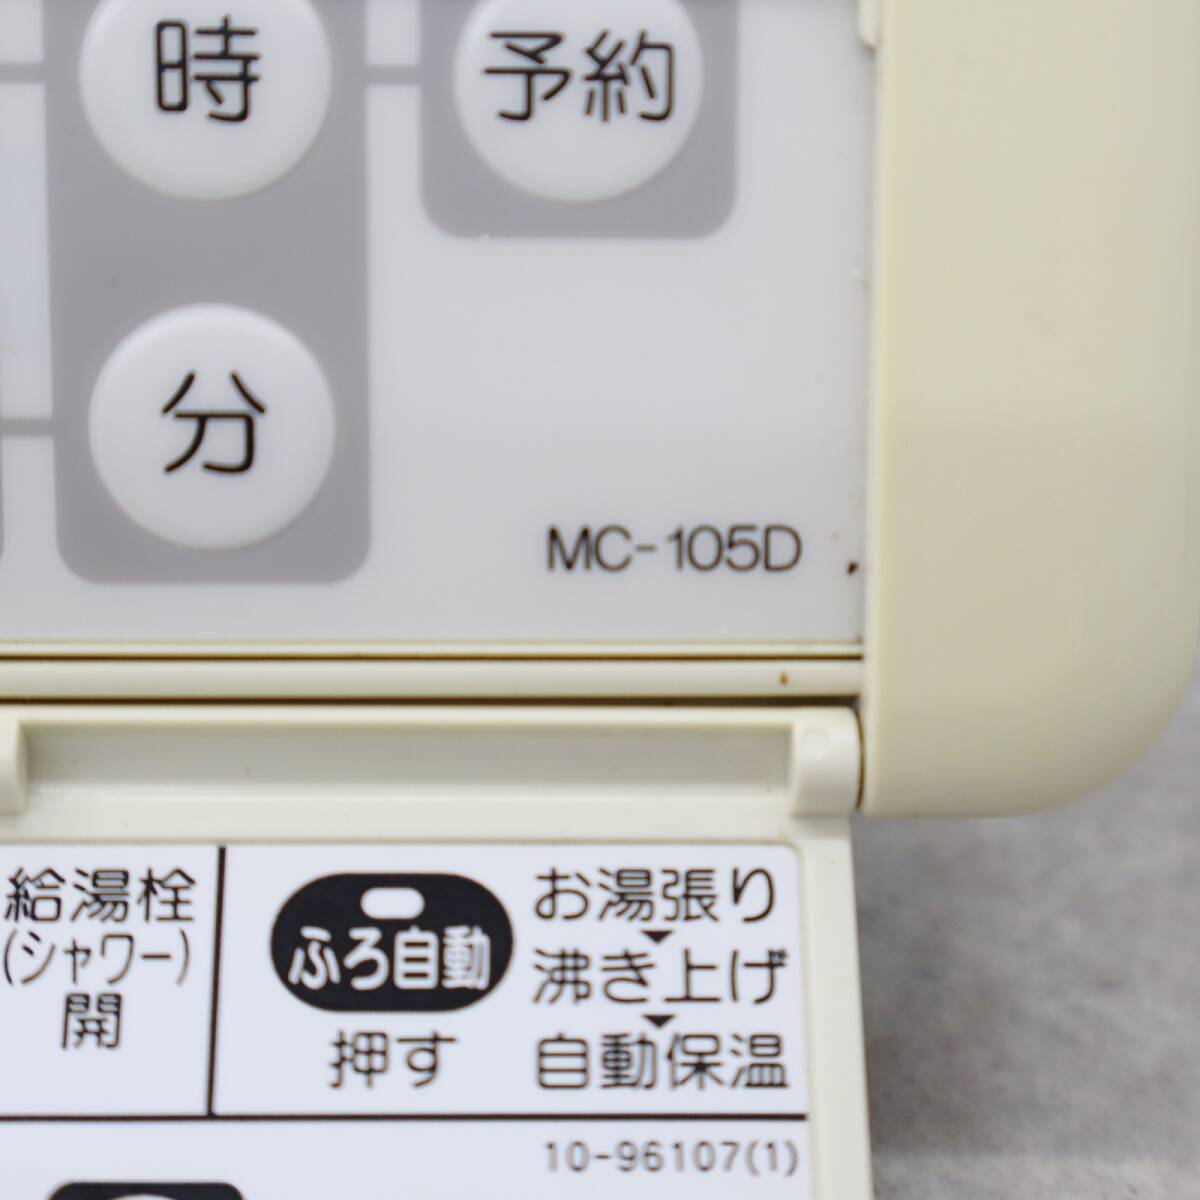 時
予約
分
MC-105D
給湯栓
(シャワー)
開
ふろ自動
押す
お湯張り
▼
沸き上げ
▼
自動保温
10-96107(1)